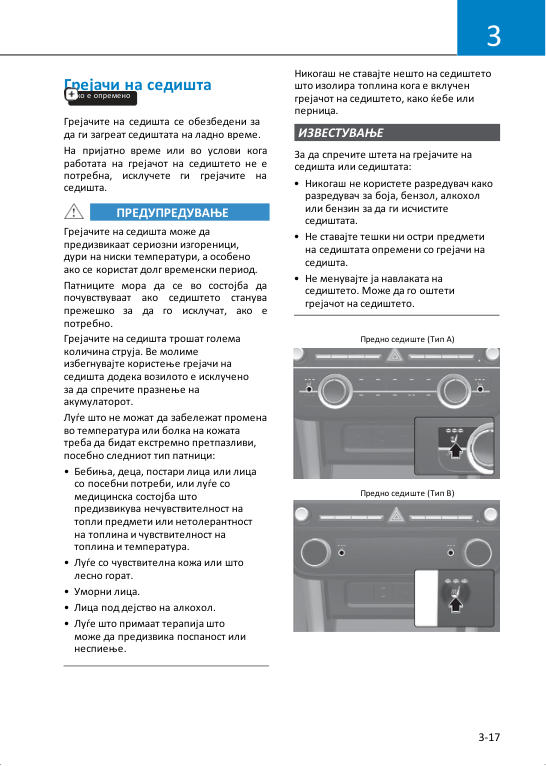 3
Грејачи на седишта
ко е опремено
Грејачите на седишта се обезбедени за
да ги загреат седиштата на ладно време.
На пријатно време или во услови кога
работата на грејачот на седиштето не е
потребна, исклучете ги грејачите на
седишта.
ПРЕДУПРЕДУВАЊЕ
Грејачите на седишта може да
предизвикаат сериозни изгореници,
дури на ниски температури, а особено
ако се користат долг временски период.
Патниците мора да се во состојба да
почувствуваат ако седиштето станува
прежешко за да го исклучат, ако е
потребно.
Грејачите на седишта трошат голема
количина струја. Ве молиме
избегнувајте користење грејачи на
седишта додека возилото е исклучено
за да спречите празнење на
акумулаторот.
Луѓе што не можат да забележат промена
во температура или болка на кожата
треба да бидат екстремно претпазливи,
посебно следниот тип патници:
• Бебиња, деца, постари лица или лица
со посебни потреби, или луѓе со
медицинска состојба што
предизвикува нечувствителност на
топли предмети или нетолерантност
на топлина и чувствителност на
топлина и температура.
• Луѓе со чувствителна кожа или што
лесно горат.
• Уморни лица.
• Лица под дејство на алкохол.
• Луѓе што примаат терапија што
може да предизвика поспаност или
неспиење.
Никогаш не ставајте нешто на седиштето
што изолира топлина кога е вклучен
грејачот на седиштето, како ќебе или
перница.
ИЗВЕСТУВАЊЕ
За да спречите штета на грејачите на
седишта или седиштата:
• Никогаш не користете разредувач како
разредувач за боја, бензол, алкохол
или бензин за да ги исчистите
седиштата.
• Не ставајте тешки ни остри предмети
на седиштата опремени со грејачи на
седишта.
• Не менувајте ја навлаката на
седиштето. Може да го оштети
грејачот на седиштето.
Предно седиште (Тип A)
Предно седиште (Тип B)
3-17